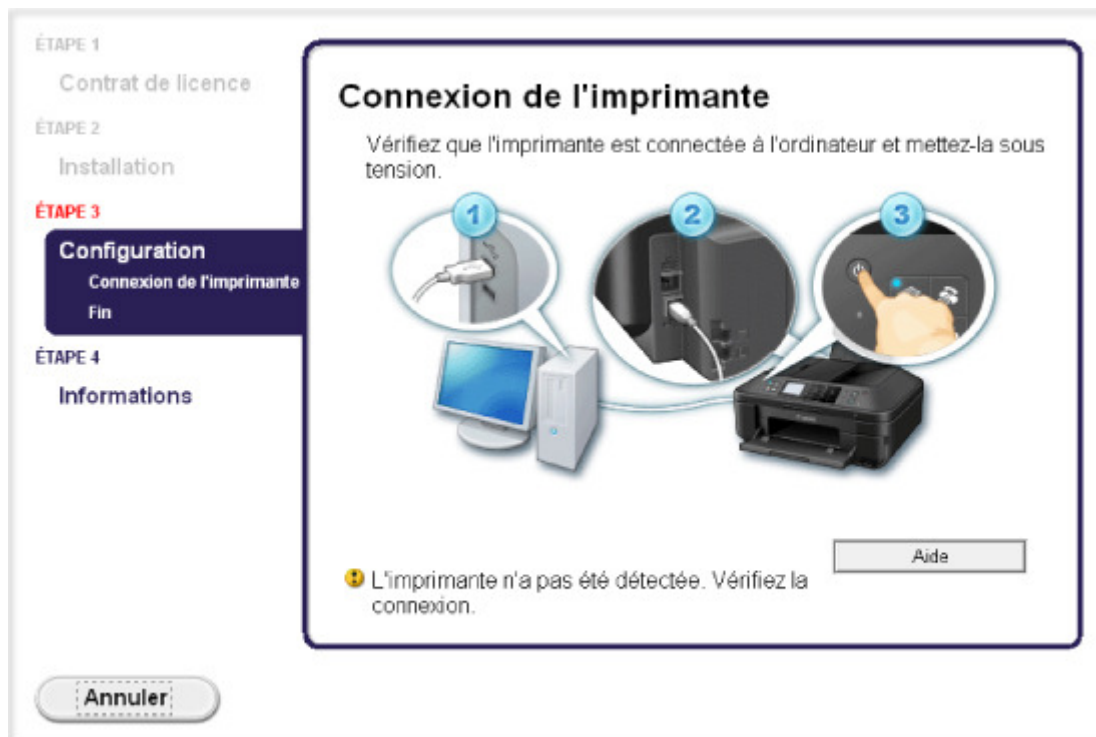 ÉTAPE 1
Contrat de licence
ÉTAPE 2
Installation
ÉTAPE 3
Configuration
Connexion de l'imprimante
Fin
ÉTAPE 4
Informations
Connexion de l'imprimante
Vérifiez que l'imprimante est connectée à l'ordinateur et mettez-la sous
tension.
1
2
3
Aide
L'imprimante n'a pas été détectée. Vérifiez la
connexion.
Annuler